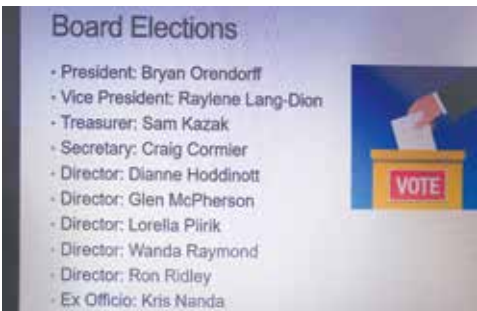 Board Elections
• President: Bryan Orendorff
• Vice President: Raylene Lang-Dion
• Treasurer: Sam Kazak
• Secretary: Craig Cormier
• Director: Dianne Hoddinott
• Director: Glen McPherson
• Director: Lorella Piirik
• Director: Wanda Raymond
• Director: Ron Ridley
• Ex Officio: Kris Nanda
VOTE